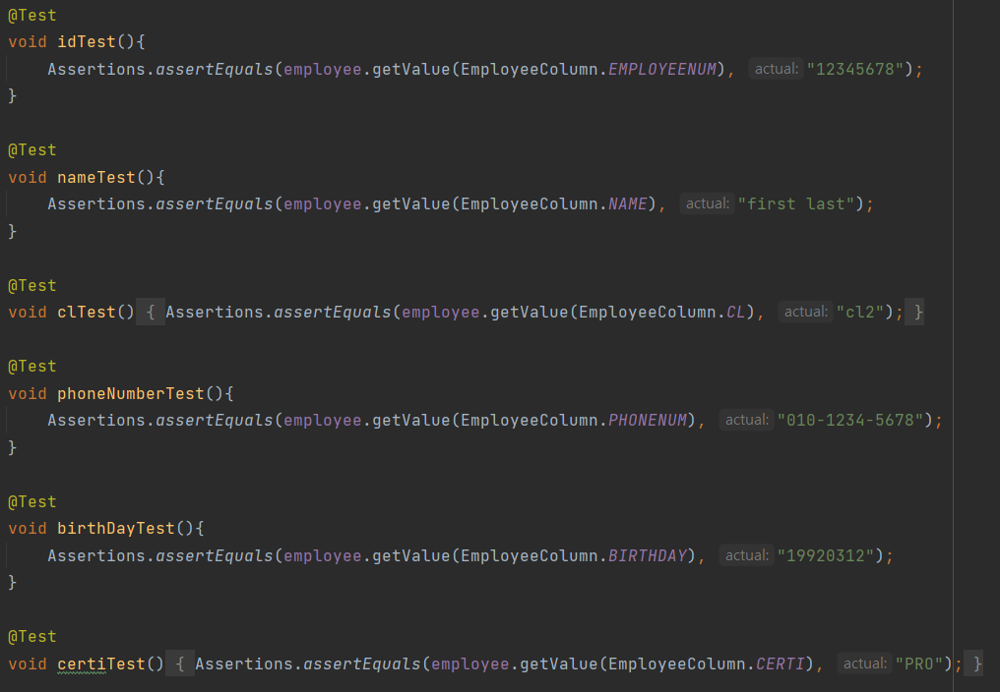 @Test
void idTest(){
    Assertions.assertEquals(employee.getValue(EmployeeColumn.EMPLOYEENUM), actual: "12345678");
}
@Test
void nameTest(){
    Assertions.assertEquals(employee.getValue(EmployeeColumn.NAME), actual: "first last");
}
@Test
void clTest() { Assertions.assertEquals(employee.getValue(EmployeeColumn.CL), actual: "cl2"); }
@Test
void phoneNumberTest(){
    Assertions.assertEquals(employee.getValue(EmployeeColumn.PHONENUM), actual: "010-1234-5678");
}
@Test
void birthDayTest(){
    Assertions.assertEquals(employee.getValue(EmployeeColumn.BIRTHDAY), actual: "19920312");
}
@Test
void certiTest() { Assertions.assertEquals(employee.getValue(EmployeeColumn.CERTI), actual: "PRO"); }